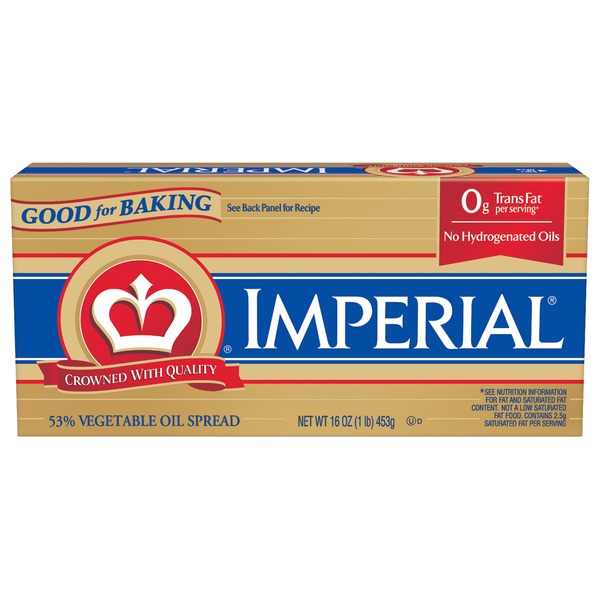 IMPERIAL
GOOD for BAKING
See Back Panel for Recipe
0g Trans Fat
per serving*
No Hydrogenated Oils
IMPERIAL®
®
CROWNED WITH QUALITY
53% VEGETABLE OIL SPREAD
NET WT 16 OZ (1 lb) 453g
Ⓤ D
*SEE NUTRITION INFORMATION
FOR FAT AND SATURATED FAT
CONTENT. NOT A LOW SATURATED
FAT FOOD. CONTAINS 2.5g
SATURATED FAT PER SERVING